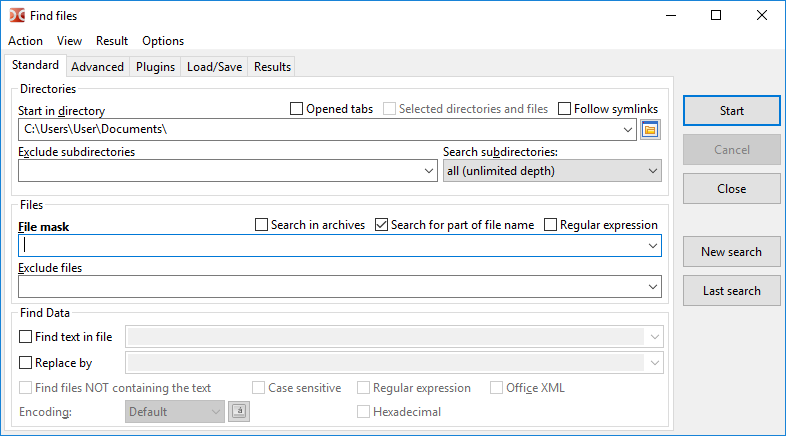 Find files
Action View Result Options
Standard Advanced Plugins Load/Save Results
Directories
Start in directory Opened tabs Selected directories and files Follow symlinks
C:\Users\User\Documents\
Exclude subdirectories Search subdirectories:
all (unlimited depth)
Files
File mask Search in archives Search for part of file name Regular expression
Exclude files
Find Data
Find text in file
Replace by
Find files NOT containing the text Case sensitive Regular expression Office XML
Encoding: Default a Hexadecimal
Start
Cancel
Close
New search
Last search